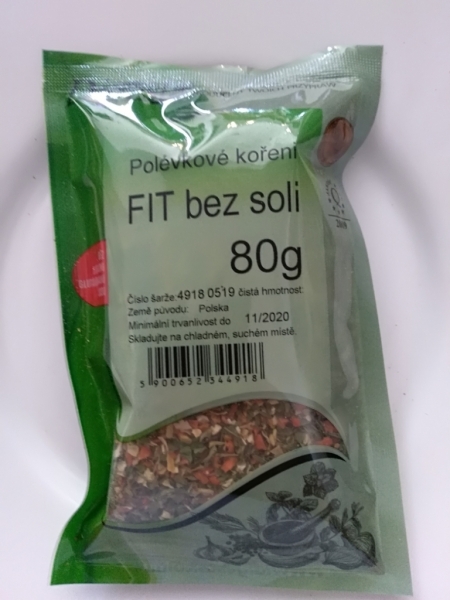 Polévkové koření
FIT bez soli
80g
Číslo šarže: 4918 0519 čistá hmotnost:
Země původu: Polska
Minimální trvanlivost do 11/2020
Skladujte na chladném, suchém místě.
5 900652 544918